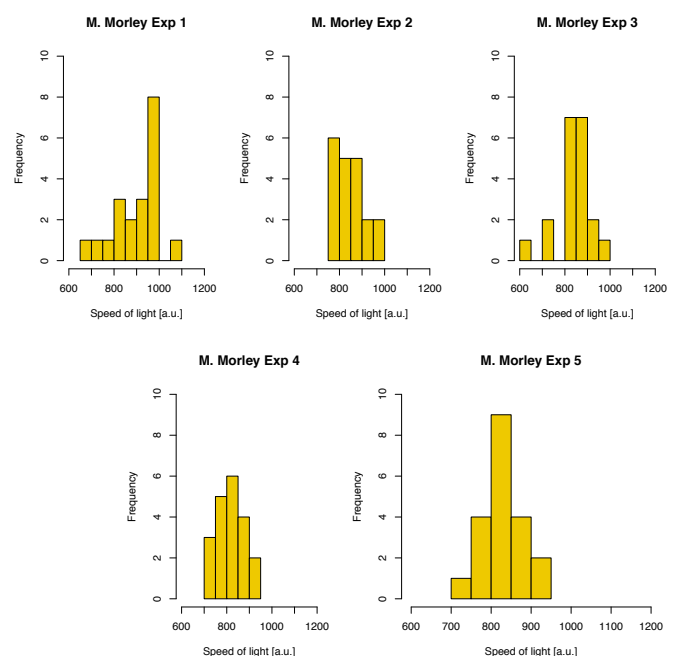 M. Morley Exp 1
M. Morley Exp 2
M. Morley Exp 3
Frequency
0 2 4 6 8 10
600 800 1000 1200
Speed of light [a.u.]
Frequency
0 2 4 6 8 10
600 800 1000 1200
Speed of light [a.u.]
Frequency
0 2 4 6 8 10
600 800 1000 1200
Speed of light [a.u.]
M. Morley Exp 4
M. Morley Exp 5
Frequency
0 2 4 6 8 10
600 800 1000 1200
Speed of light [a.u.]
Frequency
0 2 4 6 8 10
600 700 800 900 1000 1100 1200
Speed of light [a.u.]